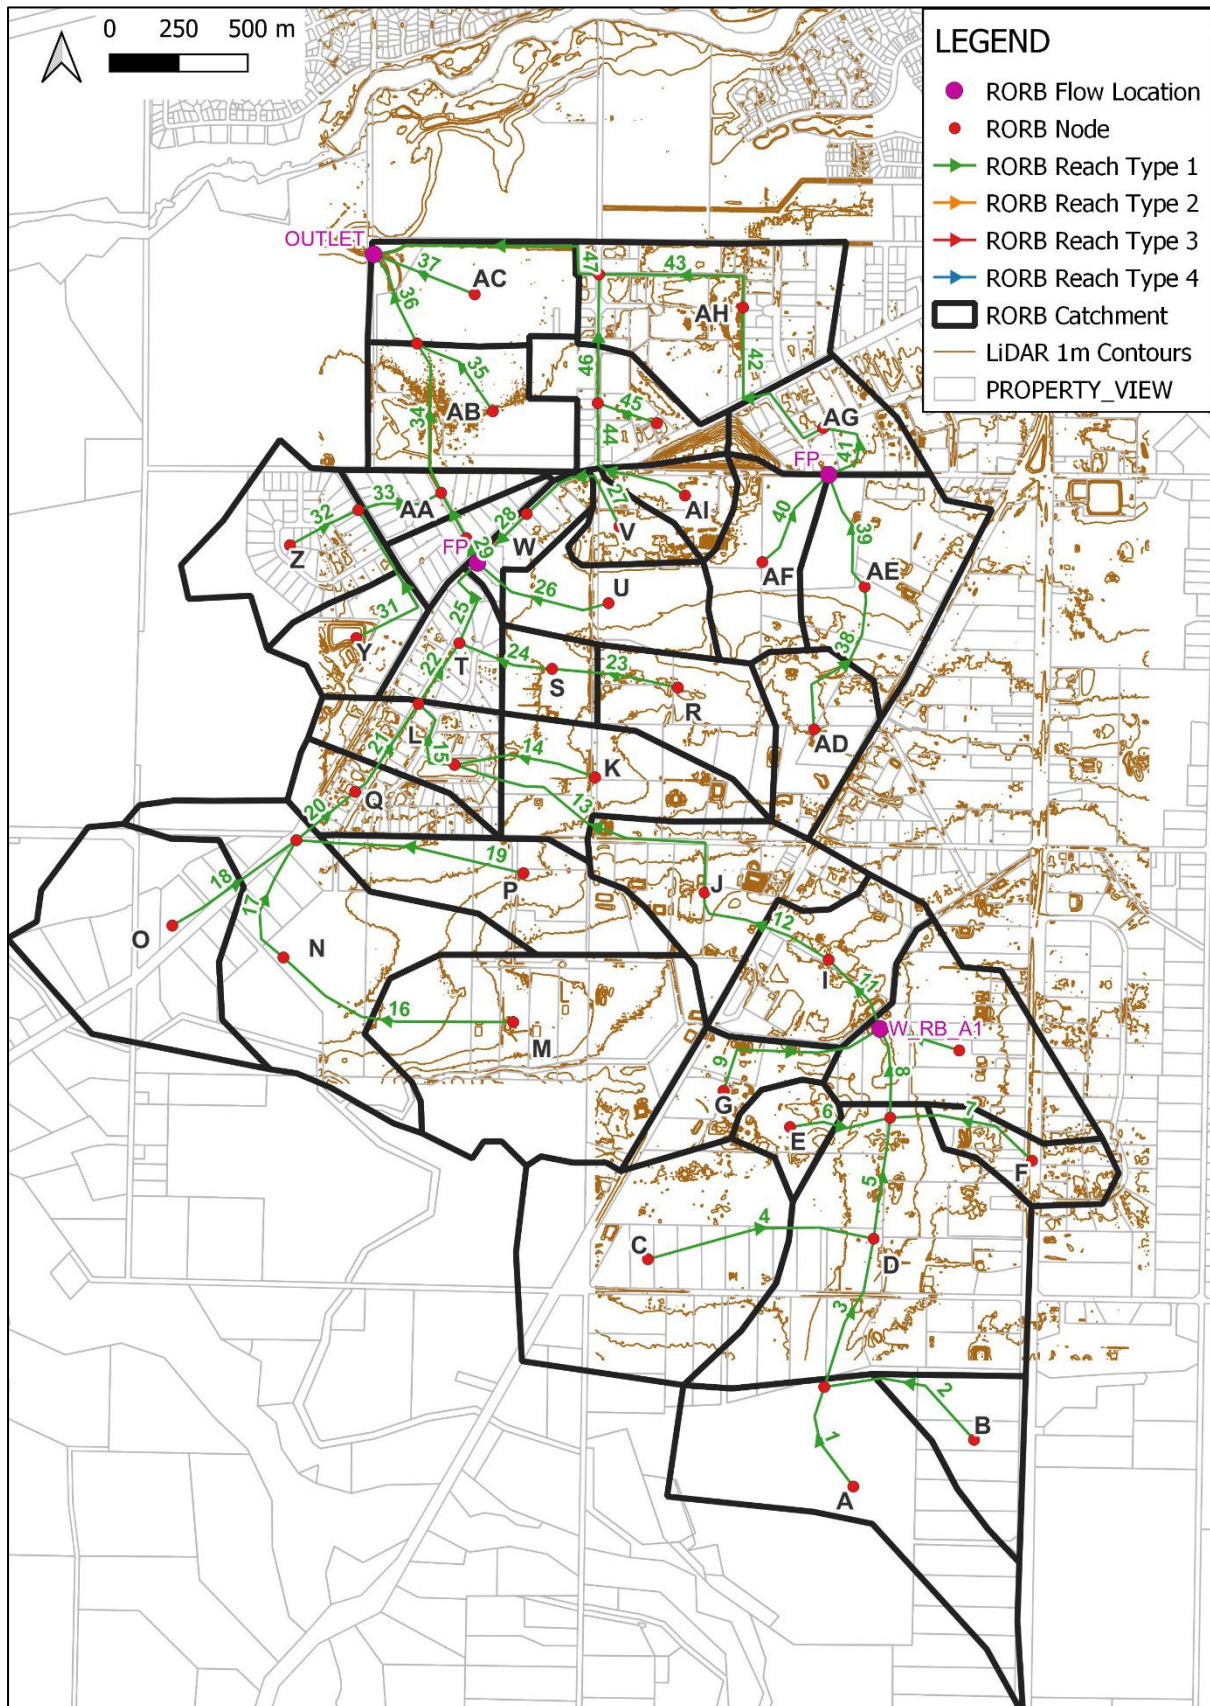 0 250 500 m
LEGEND
RORB Flow Location
RORB Node
RORB Reach Type 1
RORB Reach Type 2
RORB Reach Type 3
RORB Reach Type 4
RORB Catchment
LiDAR 1m Contours
PROPERTY_VIEW
OUTLET
37
AC
47
43
36
AH
42
46
35
AB
34
45
AG
44
41
FP
33
AA
32
27
AI
40
28
V
39
Z
W
FP
29
AF
AE
26
U
31
25
Y
T
38
22
24
S
23
R
L
AD
21
15
14
K
Q
13
20
19
18
P
J
17
O
12
N
I
11
16
W_RB_A1
M
8
9
G
6
7
E
F
5
4
C
D
3
2
B
1
A